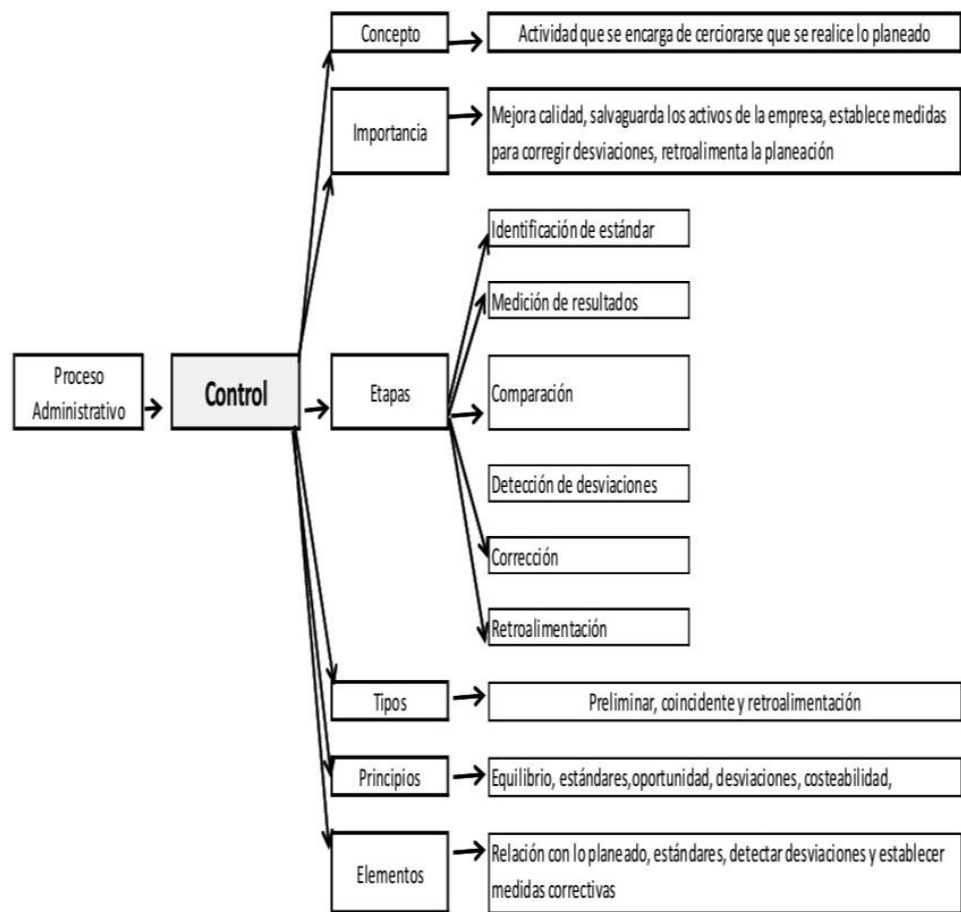 Concepto
Actividad que se encarga de cerciorarse que se realice lo planeado
Importancia
Mejora calidad, salvaguarda los activos de la empresa, establece medidas
para corregir desviaciones, retroalimenta la planeación
Proceso
Administrativo
Control
Etapas
Identificación de estándar
Medición de resultados
Comparación
Detección de desviaciones
Corrección
Retroalimentación
Tipos
Preliminar, coincidente y retroalimentación
Principios
Equilibrio, estándares,oportunidad, desviaciones, costeabilidad,
Elementos
Relación con lo planeado, estándares, detectar desviaciones y establecer
medidas correctivas